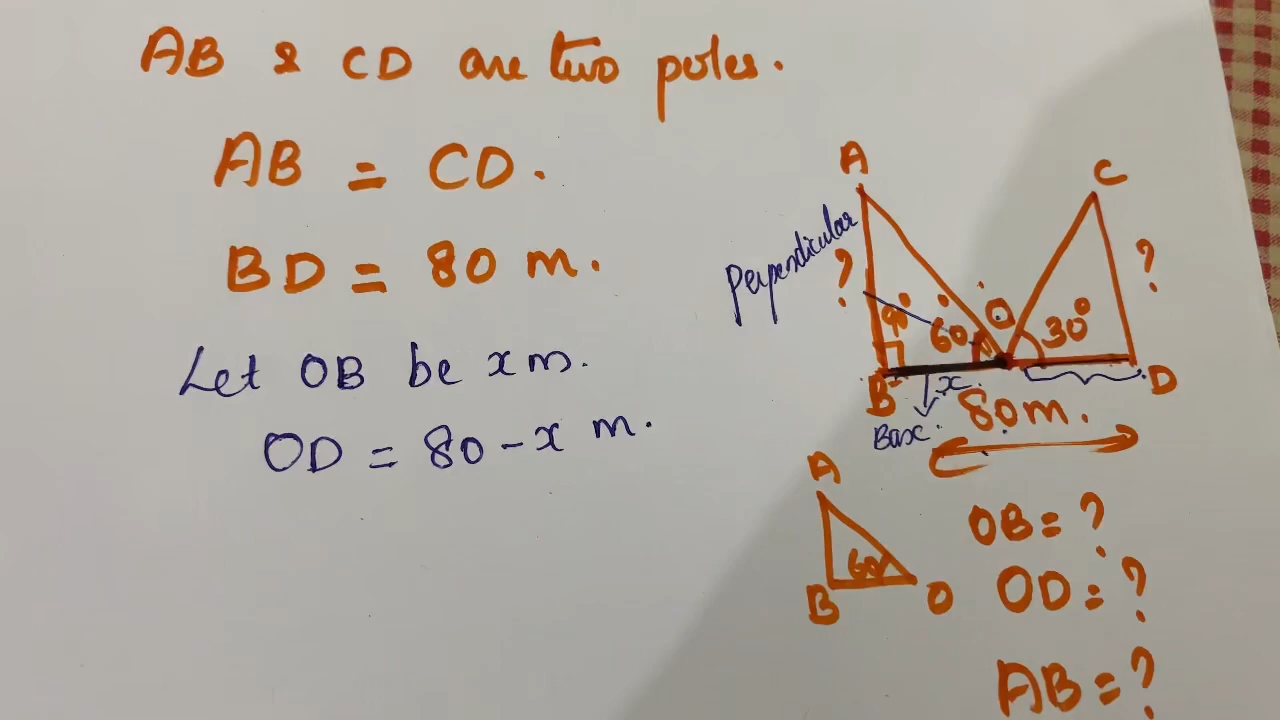 AB & CD are two poles.
AB = CD.
BD = 80 m.
Let OB be x m.
OD = 80 - x m.
A
C
Perpendicular
?
?
90°
60°
O
30°
B
x
D
80m.
Base.
A
60
B
O
OB = ?
OD = ?
AB = ?